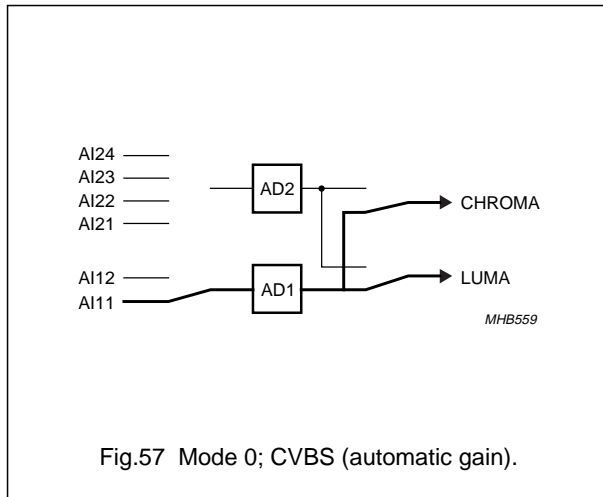 AI24
AI23
AI22
AI21
AD2
CHROMA
AI12
AI11
AD1
LUMA
MHB559
Fig.57 Mode 0; CVBS (automatic gain).